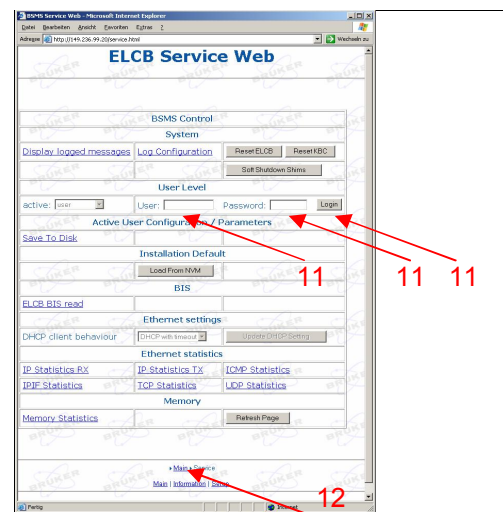 BSMS Service Web - Microsoft Internet Explorer
Datei Bearbeiten Ansicht Favoriten Extras ?
Adresse http://149.236.99.20/service.html Wechseln zu
ELCB Service Web
BSMS Control
System
Display logged messages Log Configuration Reset ELCB Reset KBC
Soft Shutdown Shims
User Level
active: user User: Password: Login
Active User Configuration / Parameters
Save To Disk
Installation Default
Load From NVM
11 11 11
BIS
ELCB BIS read
Ethernet settings
DHCP client behaviour DHCP with timeout Update DHCP Setting
Ethernet statistics
IP Statistics RX IP Statistics TX ICMP Statistics
IPIF Statistics TCP Statistics UDP Statistics
Memory
Memory Statistics Refresh Page
Main Service
Main | Information | Setup
12
Fertig Internet